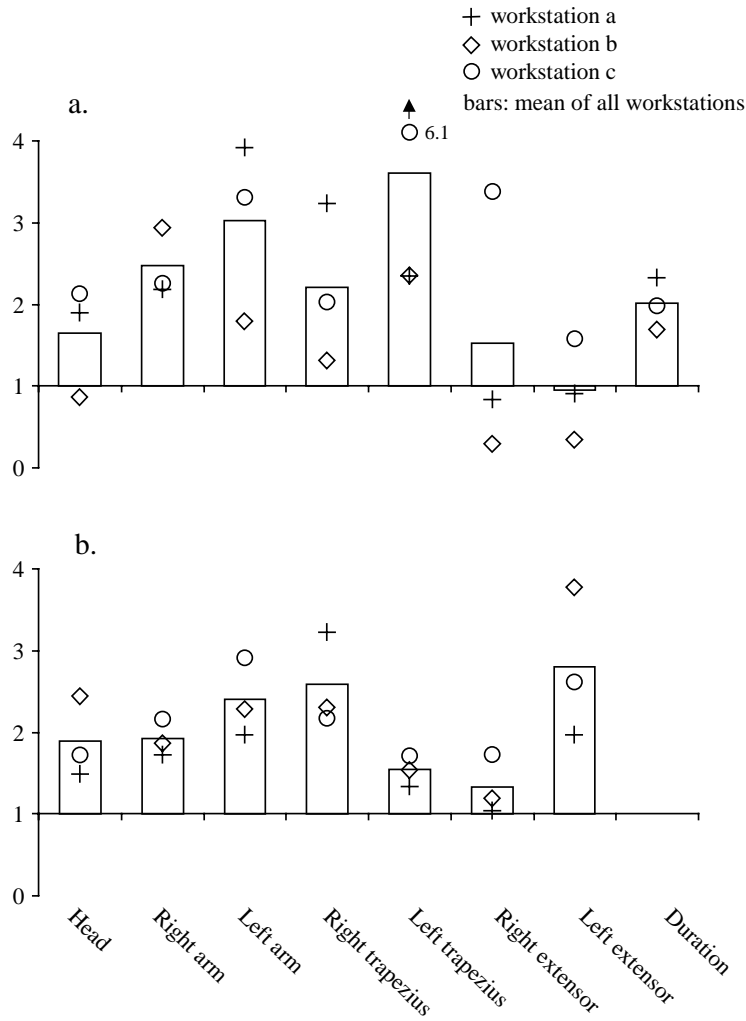 workstation a
workstation b
workstation c
bars: mean of all workstations
a.
6.1
4
3
2
1
0
b.
4
3
2
1
0
Head
Right arm
Left arm
Right trapezius
Left trapezius
Right extensor
Left extensor
Duration